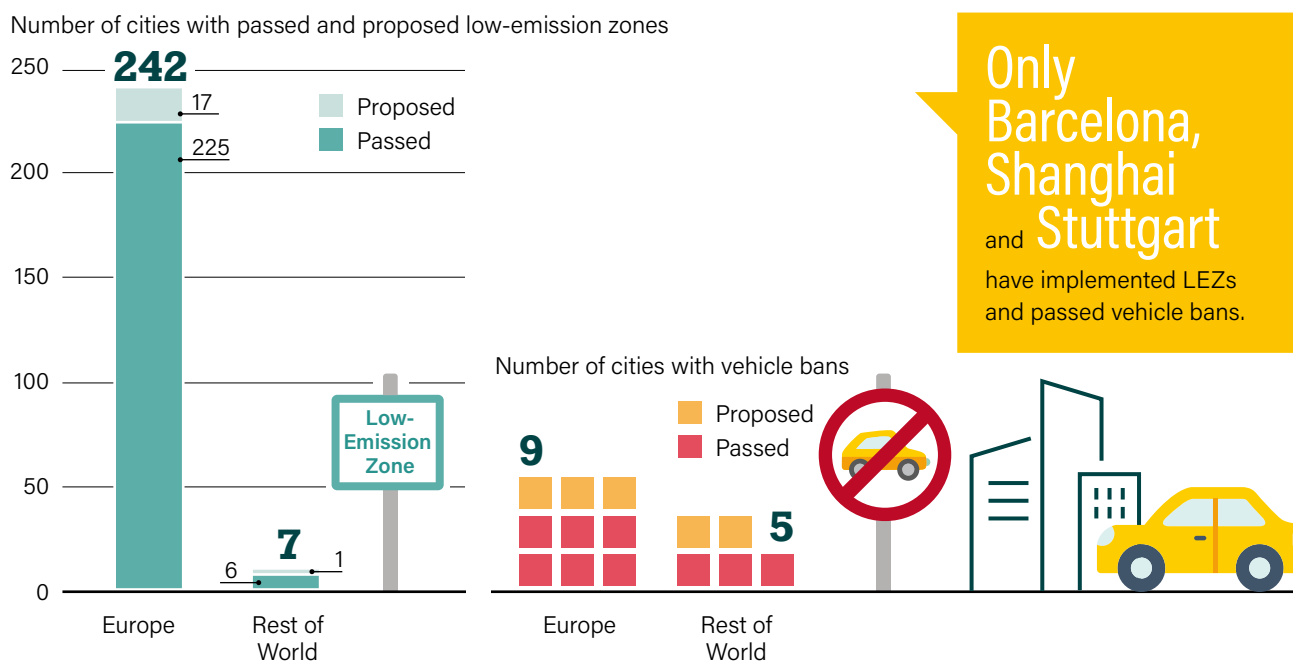 Number of cities with passed and proposed low-emission zones
250
200
150
100
50
0
242
17
225
Proposed
Passed
7
6
1
Low-
Emission
Zone
Europe
Rest of
World
Number of cities with vehicle bans
Proposed
Passed
9
5
Europe
Rest of
World
Only
Barcelona,
Shanghai
and Stuttgart
have implemented LEZs
and passed vehicle bans.